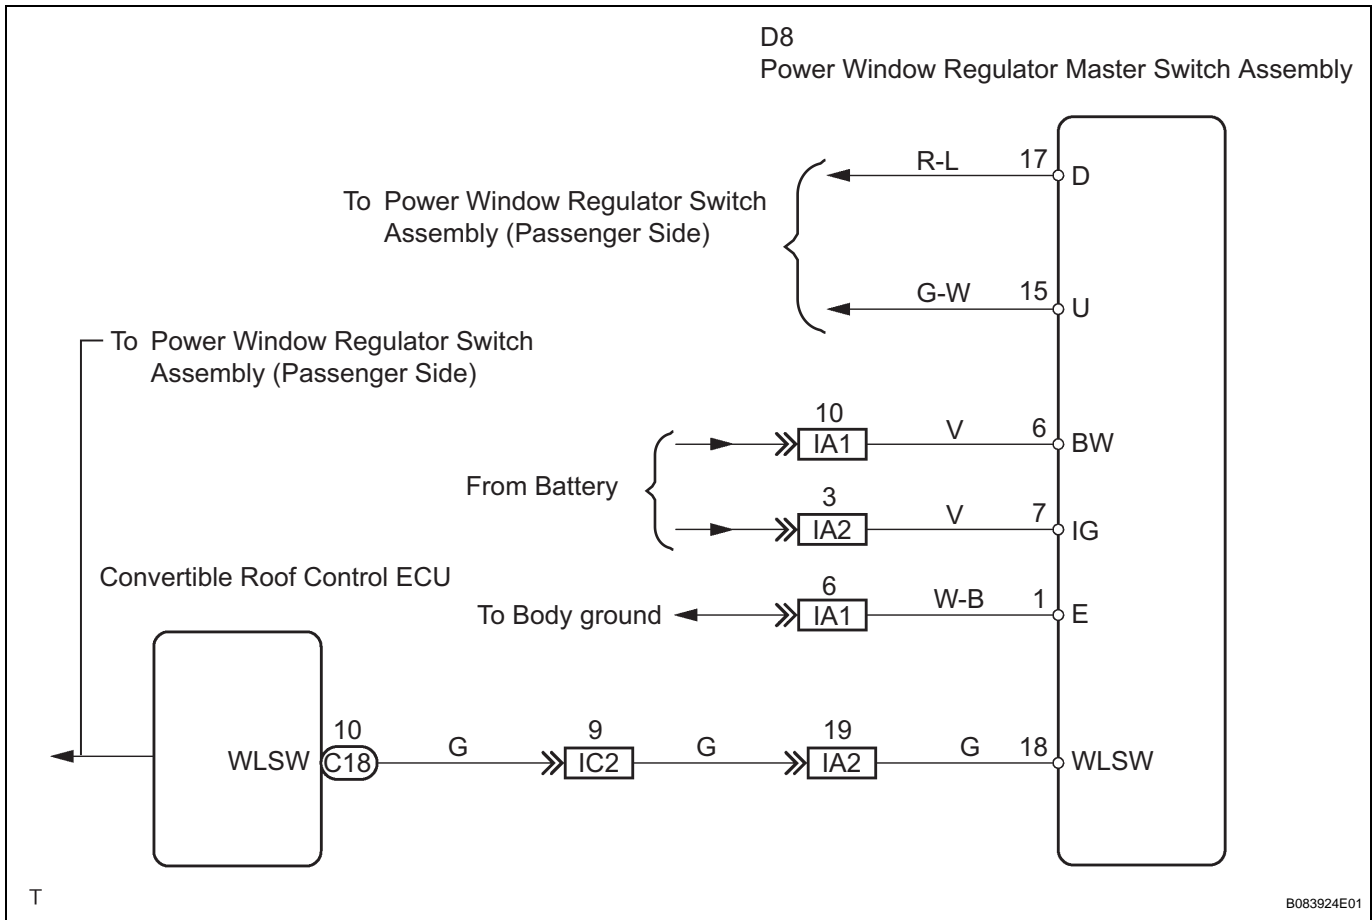 D8
Power Window Regulator Master Switch Assembly
R-L 17 D
To Power Window Regulator Switch
Assembly (Passenger Side)
G-W 15 U
To Power Window Regulator Switch
Assembly (Passenger Side)
10
IA1 V 6 BW
From Battery
3
IA2 V 7 IG
Convertible Roof Control ECU
6
To Body ground IA1 W-B 1 E
10 9 19
WLSW C18 G IC2 G IA2 G 18 WLSW
T
B083924E01